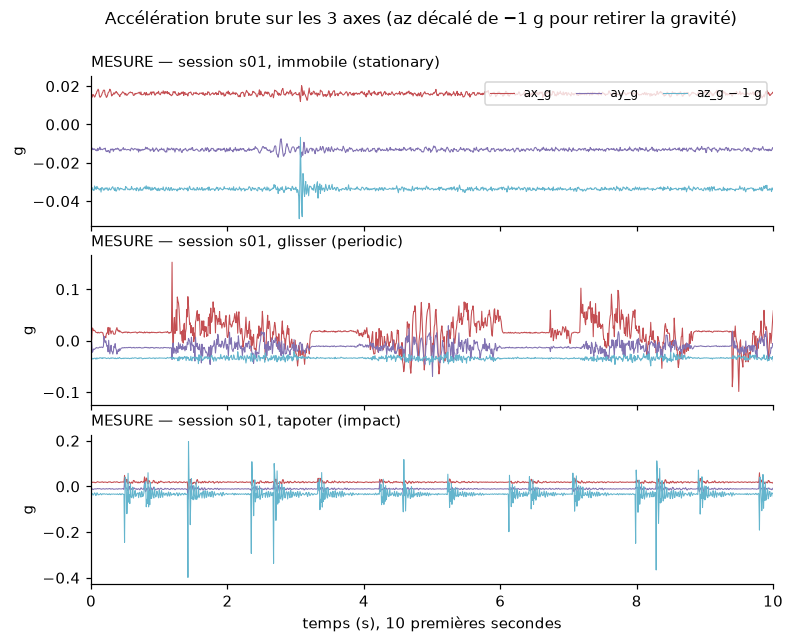 Accélération brute sur les 3 axes (az décalé de −1 g pour retirer la gravité)
MESURE — session s01, immobile (stationary)
ax_g ay_g az_g − 1 g
0.02
0.00
−0.02
−0.04
g
MESURE — session s01, glisser (periodic)
0.1
0.0
−0.1
g
MESURE — session s01, tapoter (impact)
0.2
0.0
−0.2
−0.4
g
0 2 4 6 8 10
temps (s), 10 premières secondes